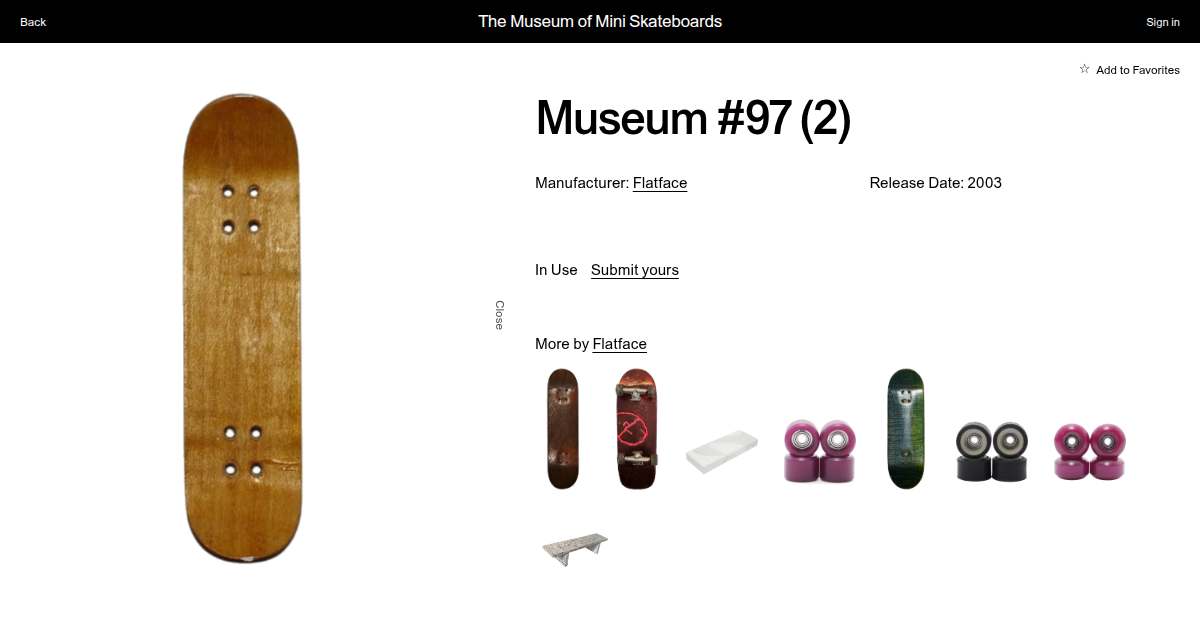 Back
The Museum of Mini Skateboards
Sign in
☆ Add to Favorites
Museum #97 (2)
Manufacturer: Flatface
Release Date: 2003
In Use Submit yours
Close
More by Flatface